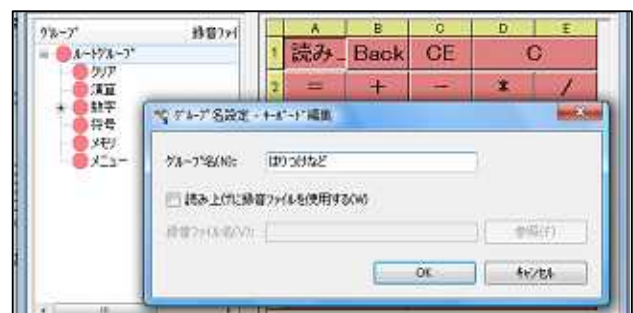 グループ 録音ファイ
ルートグループ
クリア
演算
数字
符号
メモリ
メニュー
A B C D E
1 読み_ Back CE C
2 = + - * /
グループ名設定 - キーボード編集
グループ名(N): はりつけなど
読み上げに録音ファイルを使用する(W)
録音ファイル名(V): 参照(F)
OK キャンセル